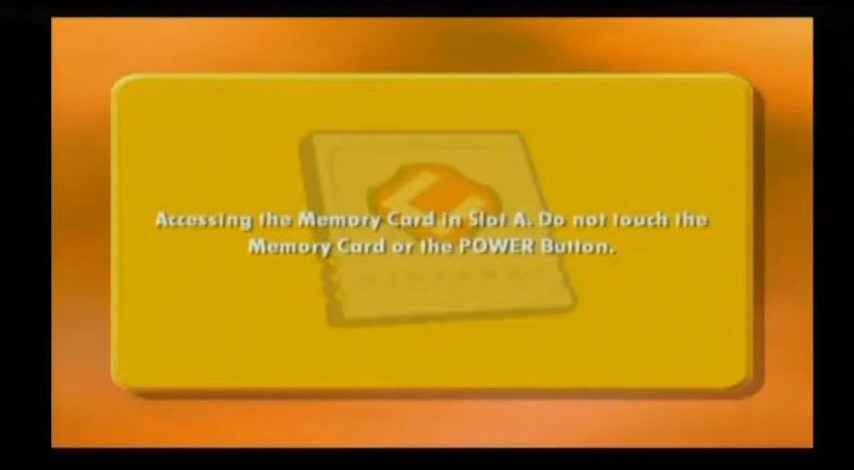 Accessing the Memory Card in Slot A. Do not touch the
Memory Card or the POWER Button.